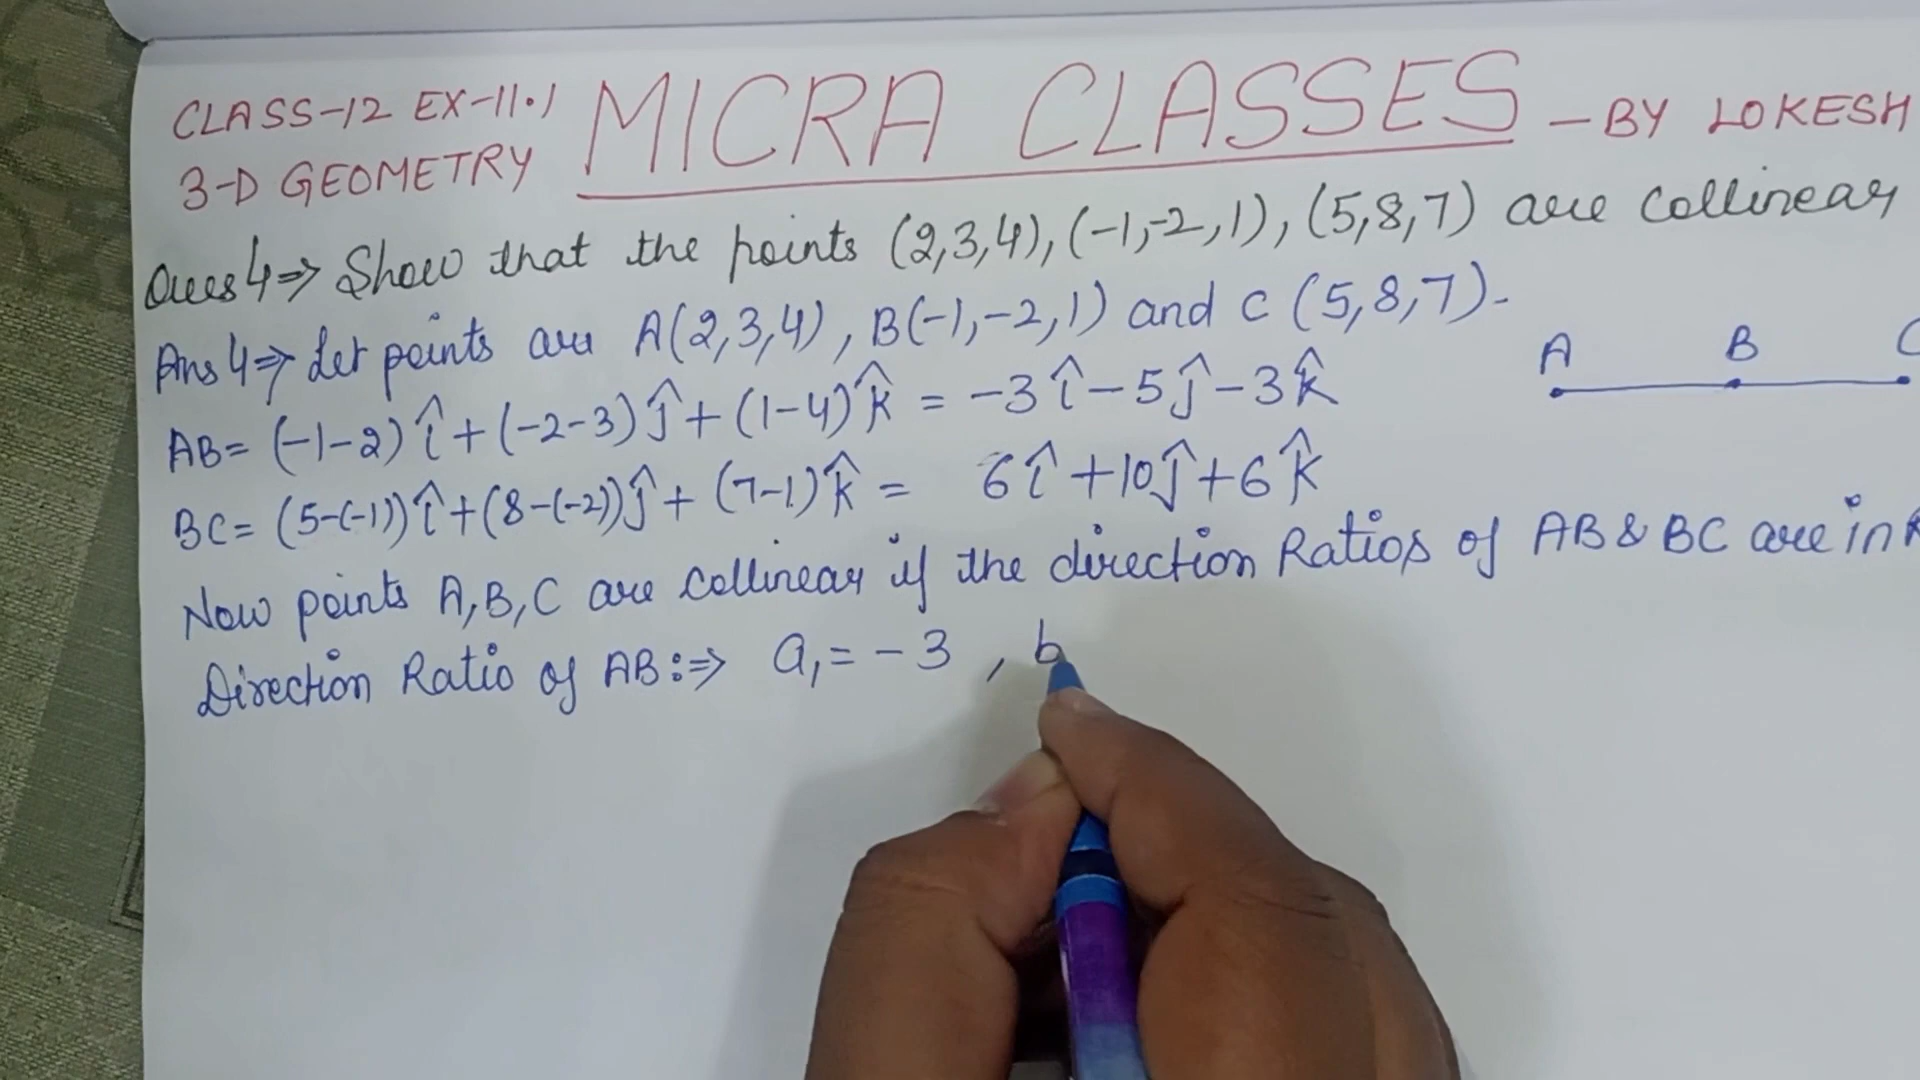 CLASS-12 EX-11.1 MICRA CLASSES - BY LOKESH
3-D GEOMETRY
Ques 4⇒ Show that the points (2,3,4), (-1,-2,1), (5,8,7) are Collinear
Ans 4⇒ Let points are A(2,3,4), B(-1,-2,1) and C (5,8,7).
A B C
AB = (-1-2) î + (-2-3) ĵ + (1-4) k̂ = -3 î - 5 ĵ - 3 k̂
BC = (5-(-1)) î + (8-(-2)) ĵ + (7-1) k̂ = 6 î + 10 ĵ + 6 k̂
Now points A, B, C are Collinear if the direction Ratios of AB & BC are in
Direction Ratio of AB :⇒ a₁ = -3 , b